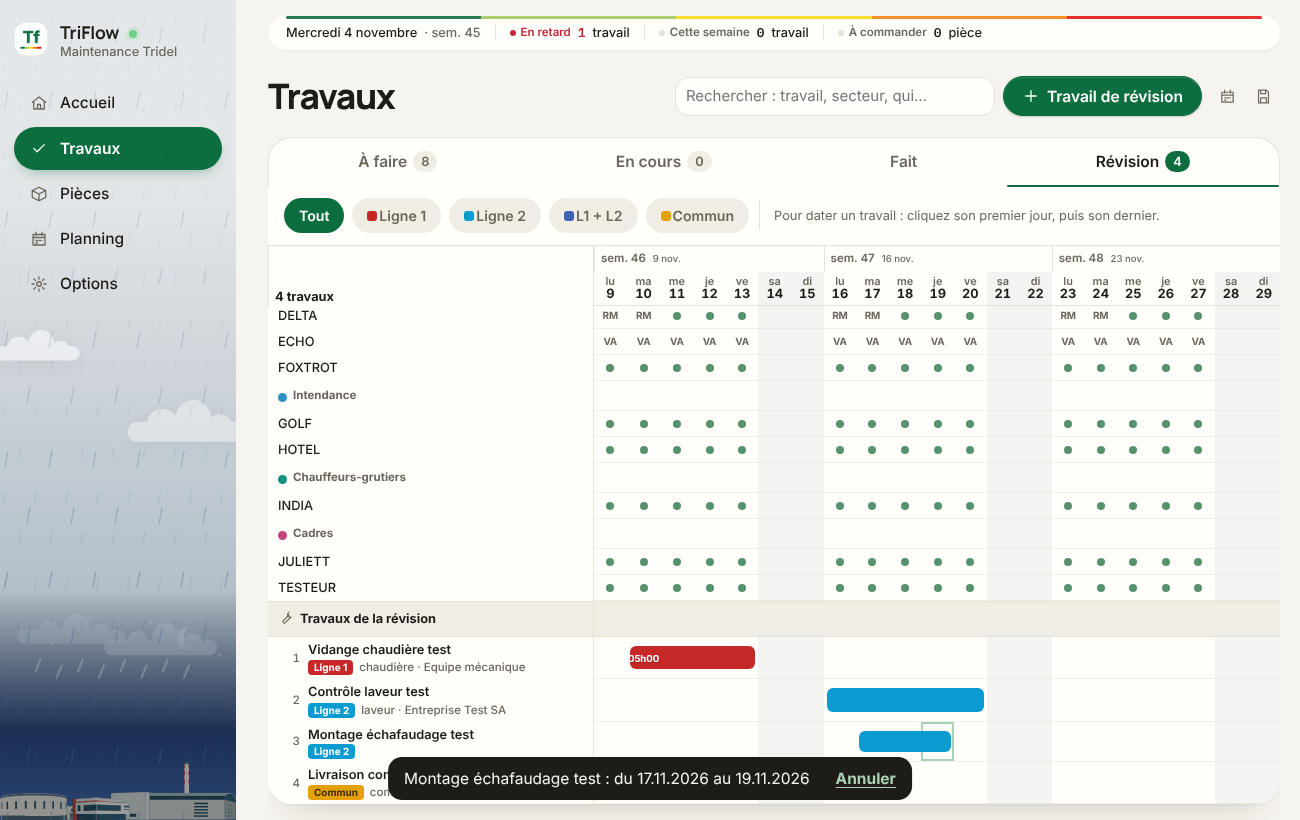 Tf TriFlow
Maintenance Tridel
Accueil
Travaux
Pièces
Planning
Options
Mercredi 4 novembre · sem. 45 En retard 1 travail Cette semaine 0 travail À commander 0 pièce
Travaux
Rechercher : travail, secteur, qui...
+ Travail de révision
À faire 8 En cours 0 Fait Révision 4
Tout Ligne 1 Ligne 2 L1 + L2 Commun Pour dater un travail : cliquez son premier jour, puis son dernier.
sem. 46 9 nov. sem. 47 16 nov. sem. 48 23 nov.
lu ma me je ve sa di lu ma me je ve sa di lu ma me je ve sa di
4 travaux 9 10 11 12 13 14 15 16 17 18 19 20 21 22 23 24 25 26 27 28 29
DELTA RM RM RM RM RM RM
ECHO VA VA VA VA VA VA VA VA VA VA VA VA VA VA VA
FOXTROT
Intendance
GOLF
HOTEL
Chauffeurs-grutiers
INDIA
Cadres
JULIETT
TESTEUR
Travaux de la révision
1 Vidange chaudière test
Ligne 1 chaudière · Equipe mécanique
05h00
2 Contrôle laveur test
Ligne 2 laveur · Entreprise Test SA
3 Montage échafaudage test
Ligne 2
4 Livraison
Commun
Montage échafaudage test : du 17.11.2026 au 19.11.2026 Annuler